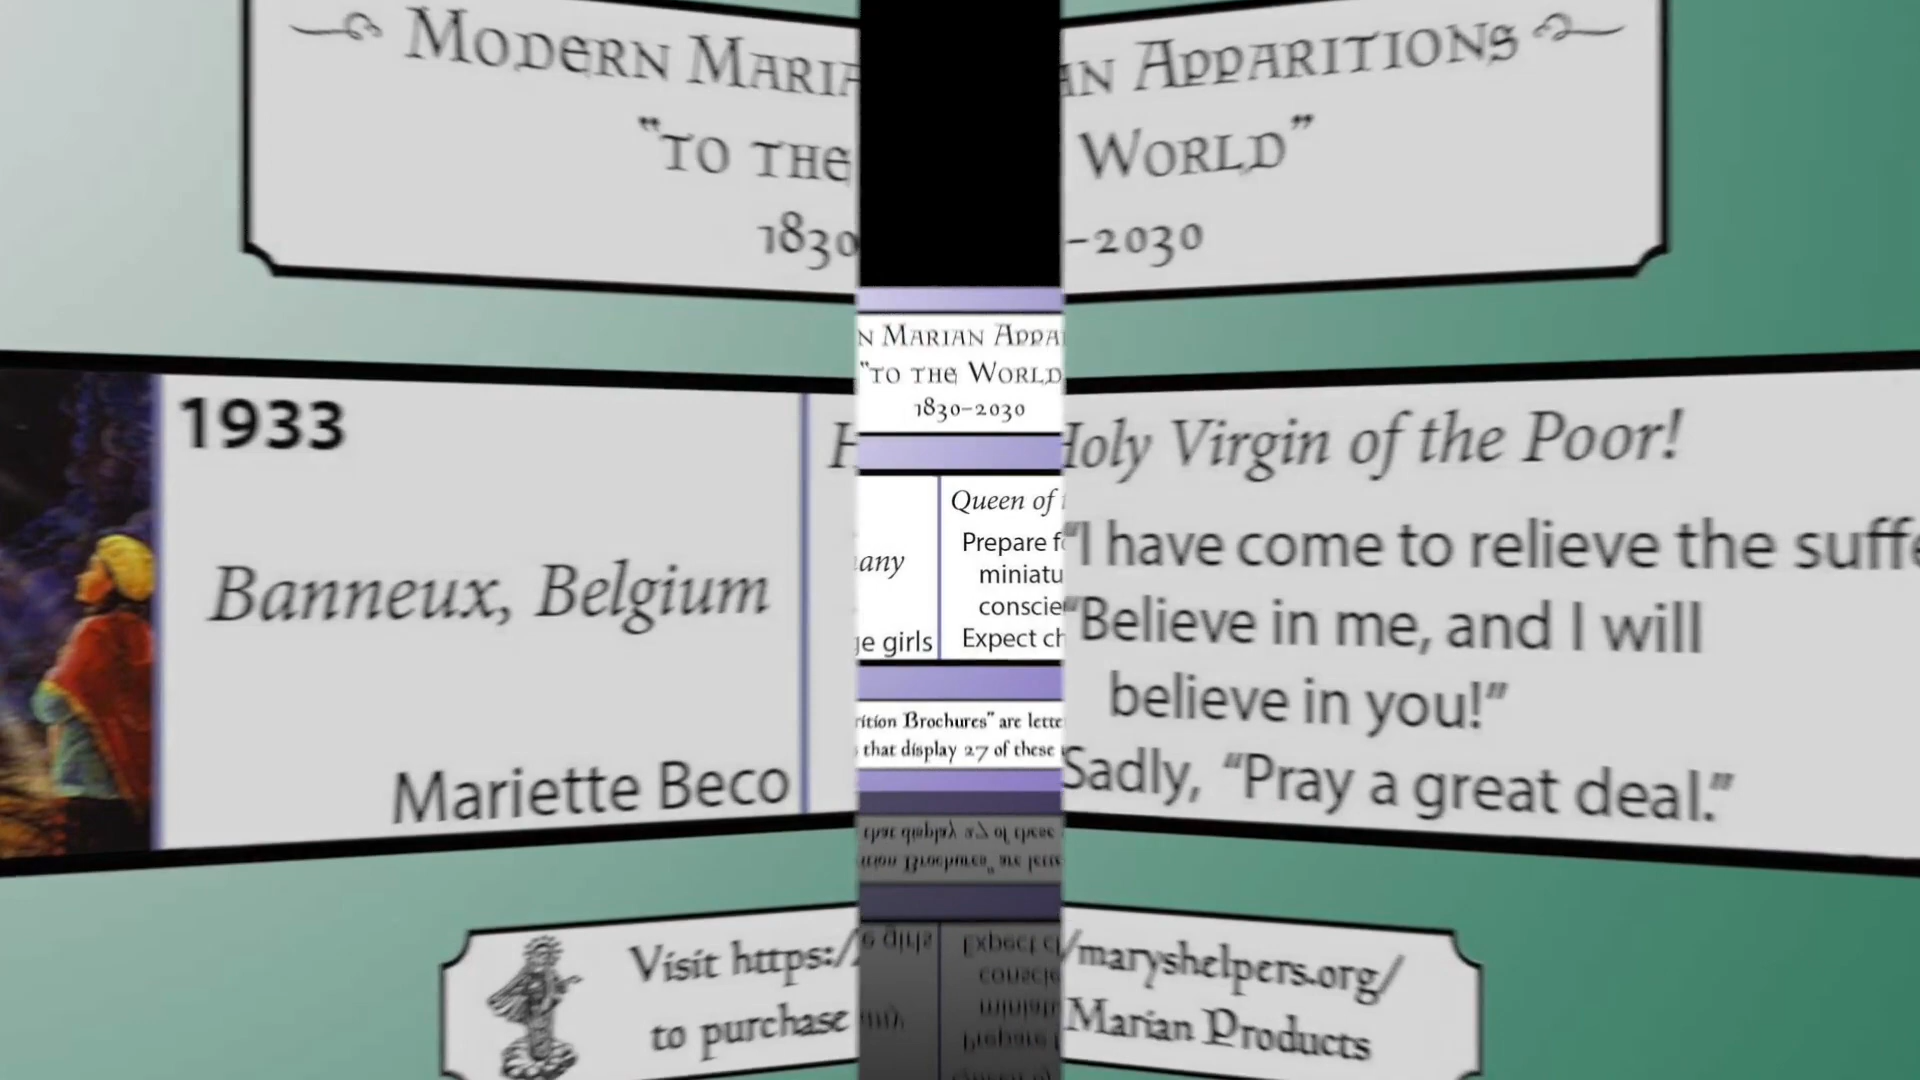 Modern Marian Apparitions
"to the World"
1830–2030
1933
Banneux, Belgium
Mariette Beco
Holy Virgin of the Poor!
"I have come to relieve the suffe
"Believe in me, and I will
believe in you!"
Sadly, "Pray a great deal."
Visit https://maryshelpers.org/
to purchase Marian Products
n Marian Appa
"to the World
1830–2030
any
ge girls
Queen of
Prepare f
miniatu
conscie
Expect ch
rition Brochures" are lette
that display 27 of these